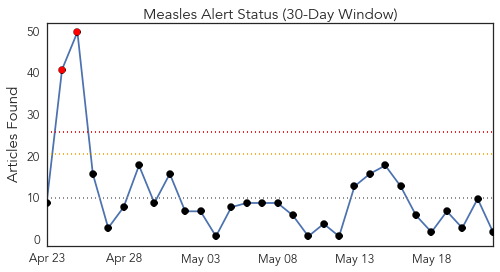 Measles Alert Status (30-Day Window)
Articles Found
50
40
30
20
10
0
Apr 23 Apr 28 May 03 May 08 May 13 May 18